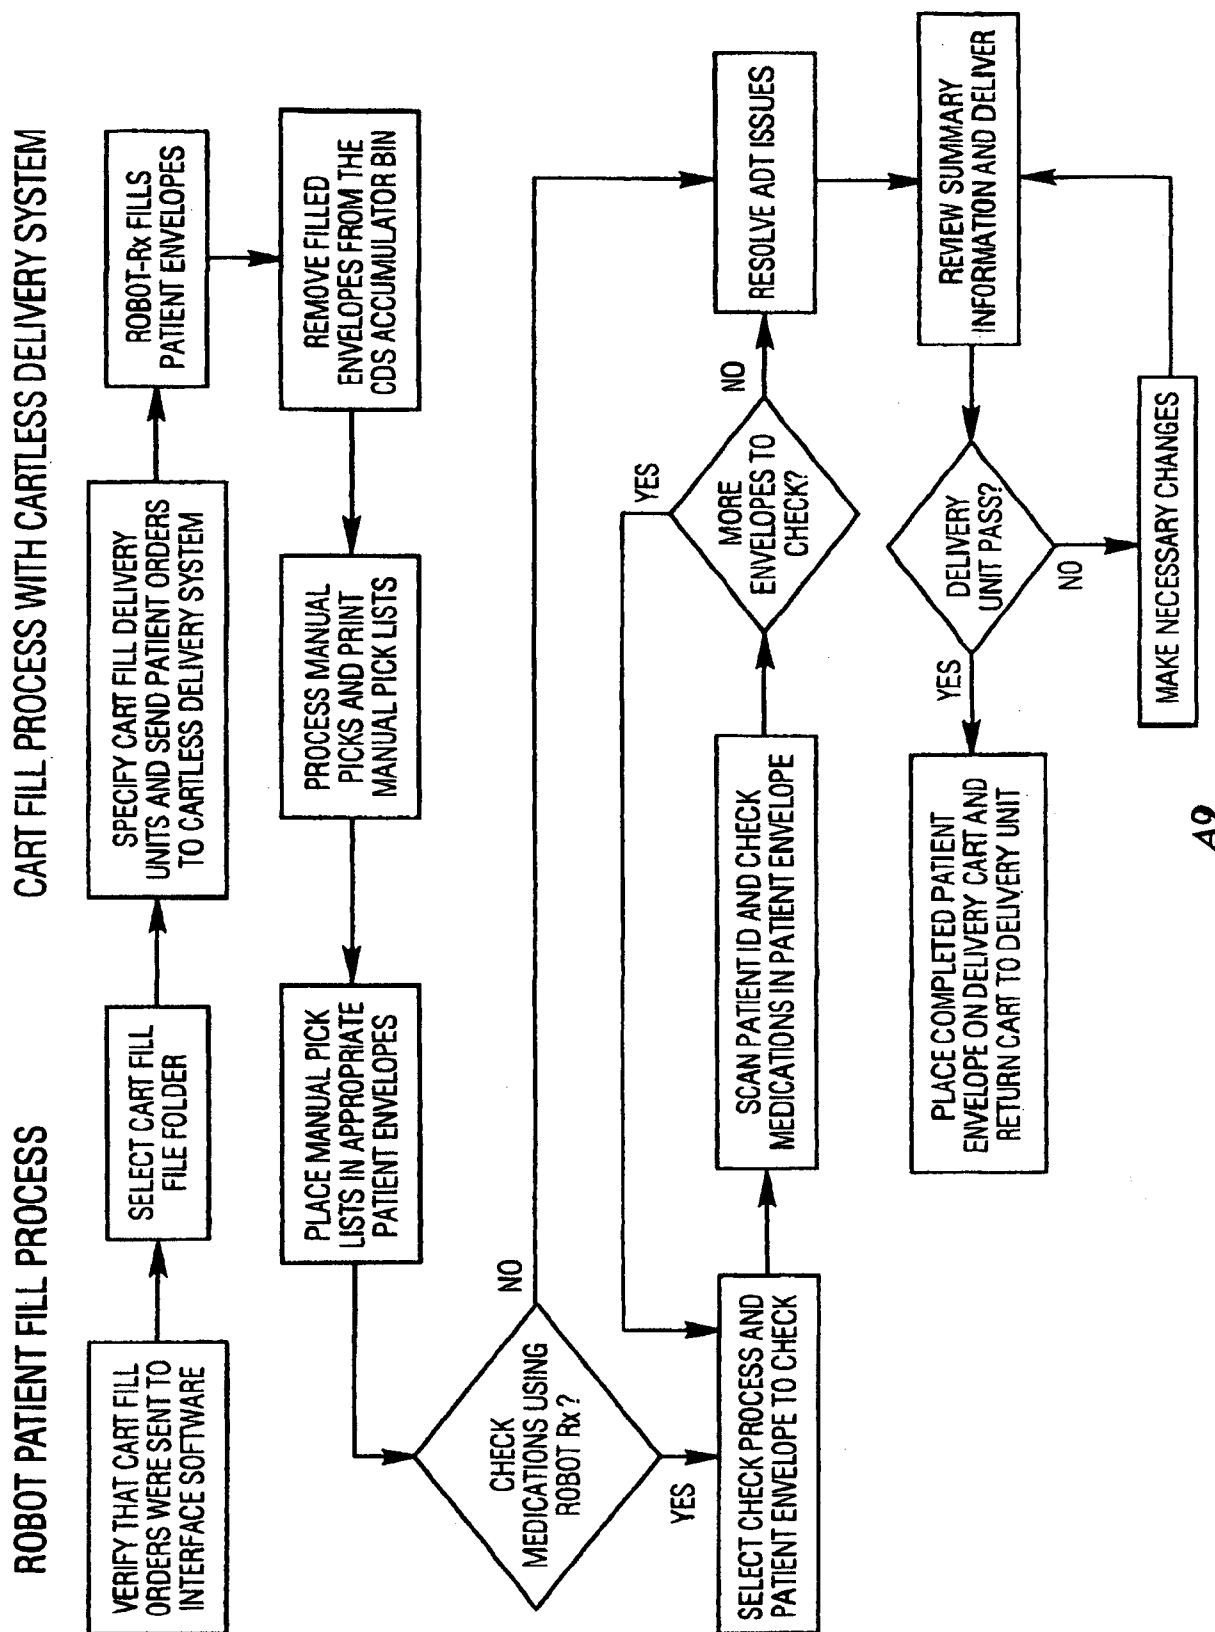 ROBOT PATIENT FILL PROCESS
CART FILL PROCESS WITH CARTLESS DELIVERY SYSTEM
VERIFY THAT CART FILL
ORDERS WERE SENT TO
INTERFACE SOFTWARE
SELECT CART FILL
FILE FOLDER
SPECIFY CART FILL DELIVERY
UNITS AND SEND PATIENT ORDERS
TO CARTLESS DELIVERY SYSTEM
ROBOT-Rx FILLS
PATIENT ENVELOPES
REMOVE FILLED
ENVELOPES FROM THE
CDS ACCUMULATOR BIN
PROCESS MANUAL
PICKS AND PRINT
MANUAL PICK LISTS
PLACE MANUAL PICK
LISTS IN APPROPRIATE
PATIENT ENVELOPES
CHECK
MEDICATIONS USING
ROBOT Rx?
NO
YES
SELECT CHECK PROCESS AND
PATIENT ENVELOPE TO CHECK
SCAN PATIENT ID AND CHECK
MEDICATIONS IN PATIENT ENVELOPE
MORE
ENVELOPES TO
CHECK?
YES
NO
RESOLVE ADT ISSUES
REVIEW SUMMARY
INFORMATION AND DELIVER
DELIVERY
UNIT PASS?
YES
NO
MAKE NECESSARY CHANGES
PLACE COMPLETED PATIENT
ENVELOPE ON DELIVERY CART AND
RETURN CART TO DELIVERY UNIT
A9